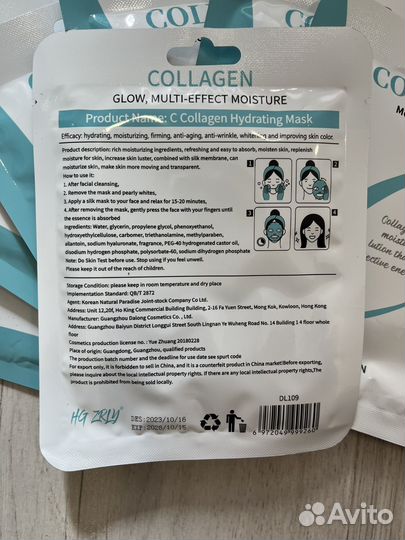 COLLAGEN
GLOW, MULTI-EFFECT MOISTURE
Product Name: C Collagen Hydrating Mask
Efficacy: hydrating, moisturizing, firming, anti-aging, anti-wrinkle, whitening and improving skin color.
Product description: rich moisturizing ingredients, refreshing and easy to absorb, moisten skin, replenish
moisture for skin, increase skin luster, combined with silk membrane, can
moisturize skin, make skin more moving and transparent.
How to use it:
1. After facial cleansing,
2. Remove the mask and pearly whites,
3. Apply a silk mask to your face and relax for 15-20 minutes.
4. After removing the mask, gently press the face with your fingers until
the essence is absorbed
Ingredients: Water, glycerin, propylene glycol, phenoxyethanol,
hydroxyethylcellulose, carbomer, triethanolamine, methylparaben,
allantoin, sodium hyaluronate, fragrance, PEG-40 hydrogenated castor oil,
disodium hydrogen phosphate, polysorbate-60, sodium dihydrogen phosphate
Note: Do Skin Test before use. Stop using if you feel unwell.
Please keep it out of the reach of children.
1
2
3
4
Storage Condition: please keep in room temperature and dry place
Implementation Standard: QB/T 2872
Agent: Korean Natural Paradise Joint-stock Company Co Ltd.
Address: Unit 12,20F, Ho King Commercial Building Building, 2-16 Fa Yuen Street, Mong Kok, Kowloon, Hong Kong
Manufacturer: Guangzhou Dalong Cosmetics Co., Ltd.
Address: Guangzhou Baiyun District Longgui Street South Lingnan Ye Wuheng Road No. 14 Building 1 4 floor whole
floor
Cosmetics production license no. : Yue Zhuang 20180228
Place of origin: Guangdong, Guangzhou, qualified products
The production batch number and the deadline for use see date spurt code
For export only, it is forbidden to sell in China, and it is a counterfeit product in China market!Before exporting,
please inquire about the local intellectual property rights. If there are any local intellectual property rights,The
product is prohibited from being sold locally.
DL109
HG ZRLY
DES:2023/10/16
EXP:2026/10/15
6 972049 999260
Avito